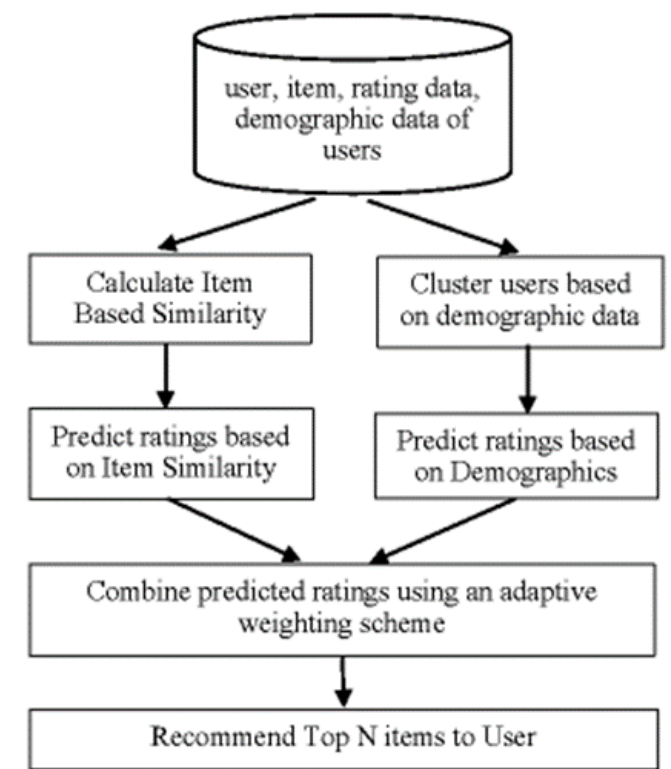 user, item, rating data,
demographic data of
users
Calculate Item
Based Similarity
Cluster users based
on demographic data
Predict ratings based
on Item Similarity
Predict ratings based
on Demographics
Combine predicted ratings using an adaptive
weighting scheme
Recommend Top N items to User